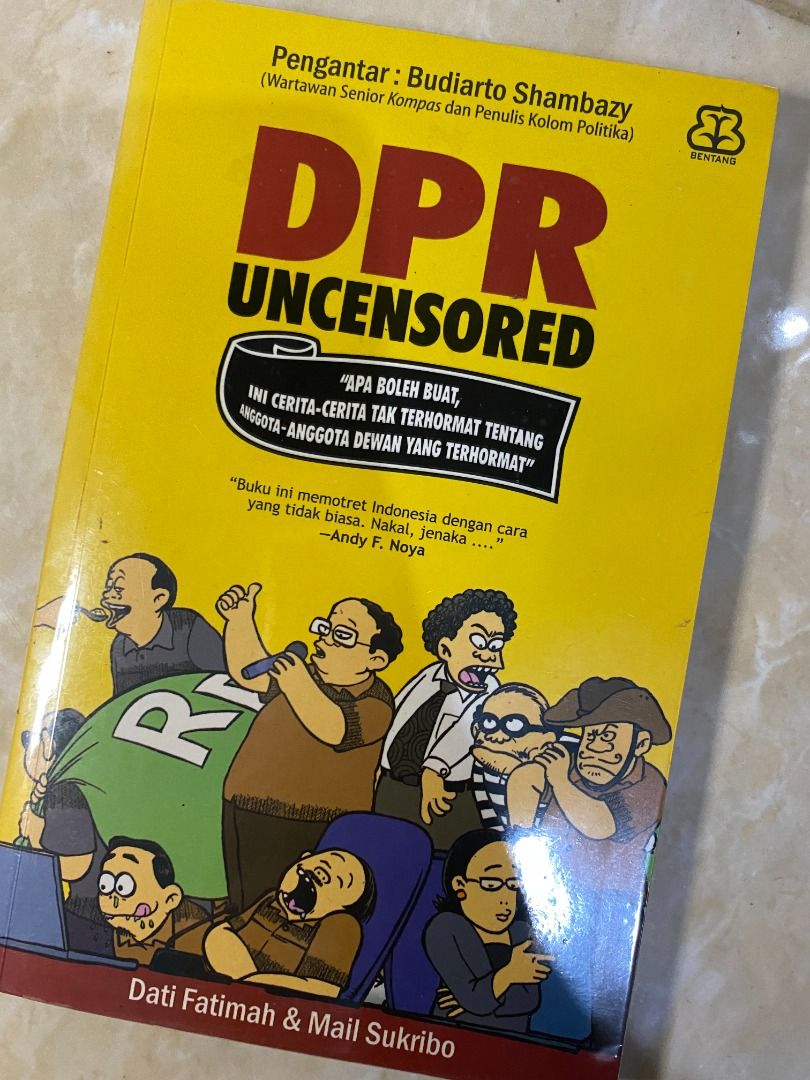 Pengantar : Budiarto Shambazy
(Wartawan Senior Kompas dan Penulis Kolom Politika)
BENTANG
DPR
UNCENSORED
“APA BOLEH BUAT,
INI CERITA-CERITA TAK TERHORMAT TENTANG
ANGGOTA-ANGGOTA DEWAN YANG TERHORMAT”
“Buku ini memotret Indonesia dengan cara
yang tidak biasa. Nakal, jenaka ....”
—Andy F. Noya
Dati Fatimah & Mail Sukribo